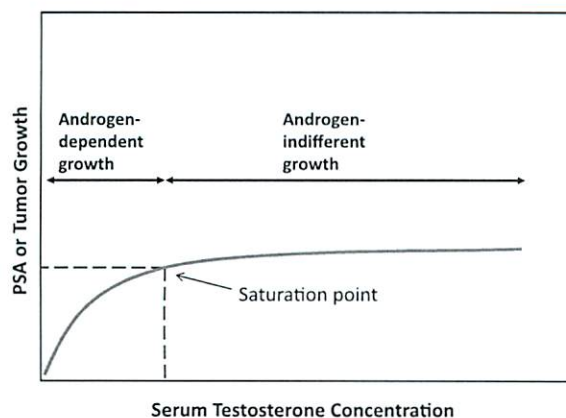 PSA or Tumor Growth
Androgen-
dependent
growth
Androgen-
indifferent
growth
Saturation point
Serum Testosterone Concentration